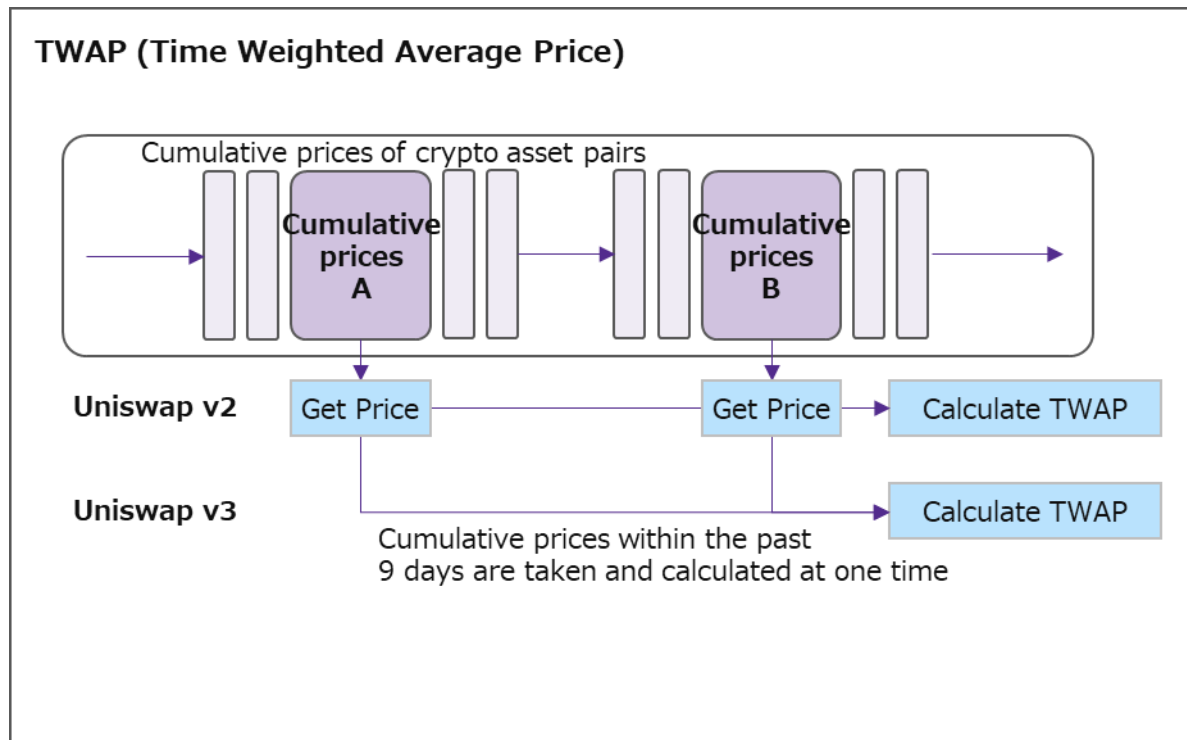 TWAP (Time Weighted Average Price)
Cumulative prices of crypto asset pairs
Cumulative
prices
A
Cumulative
prices
B
Uniswap v2
Get Price
Get Price
Calculate TWAP
Uniswap v3
Calculate TWAP
Cumulative prices within the past
9 days are taken and calculated at one time